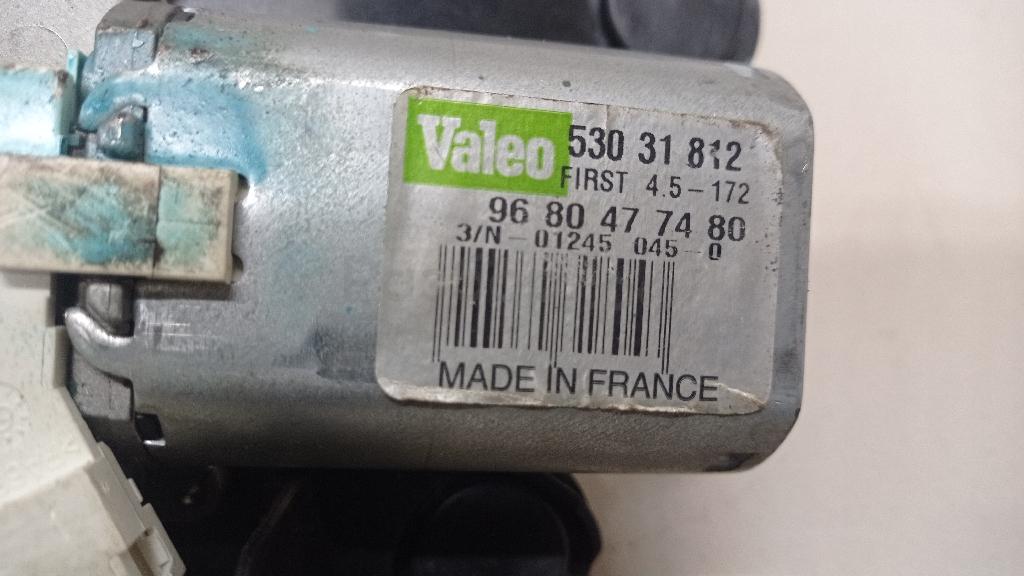 Valeo 530 31 812
FIRST 4.5-172
96 80 47 74 80
3/N-01245 045-0
MADE IN FRANCE